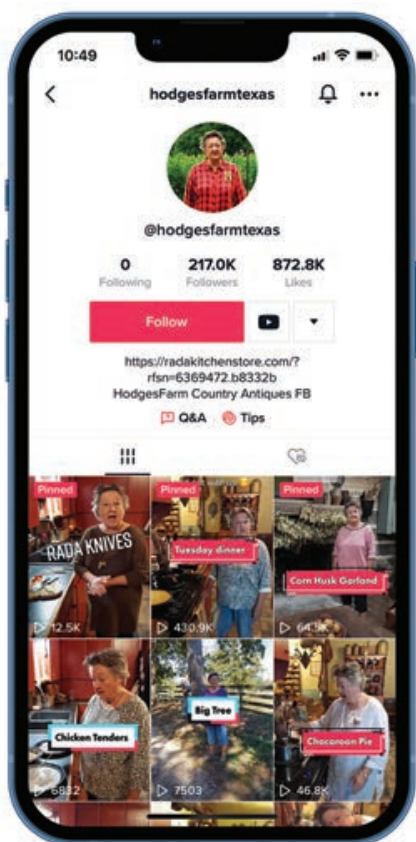 10:49
hodgesfarmtexas
@hodgesfarmtexas
0 217.0K 872.8K
Following Followers Likes
Follow
https://radakitchenstore.com/?
rfsn=6369472.b8332b
HodgesFarm Country Antiques FB
Q&A Tips
Pinned Pinned Pinned
RADA KNIVES
Tuesday dinner
Corn Husk Garland
12.5K 430.9K
Chicken Tenders
Big Tree
Chocoroon Pie
6832 7503 46.8K